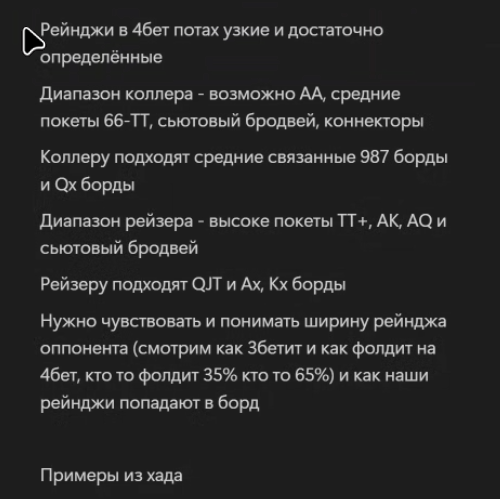 Рейнджи в 4бет потах узкие и достаточно
определённые
Диапазон коллера - возможно АА, средние
покеты 66-ТТ, сьютовый бродвей, коннекторы
Коллеру подходят средние связанные 987 борды
и Qx борды
Диапазон рейзера - высоке покеты ТТ+, АК, AQ и
сьютовый бродвей
Рейзеру подходят QJT и Ах, Кх борды
Нужно чувствовать и понимать ширину рейнджа
оппонента (смотрим как 3бетит и как фолдит на
4бет, кто то фолдит 35% кто то 65%) и как наши
рейнджи попадают в борд
Примеры из хада